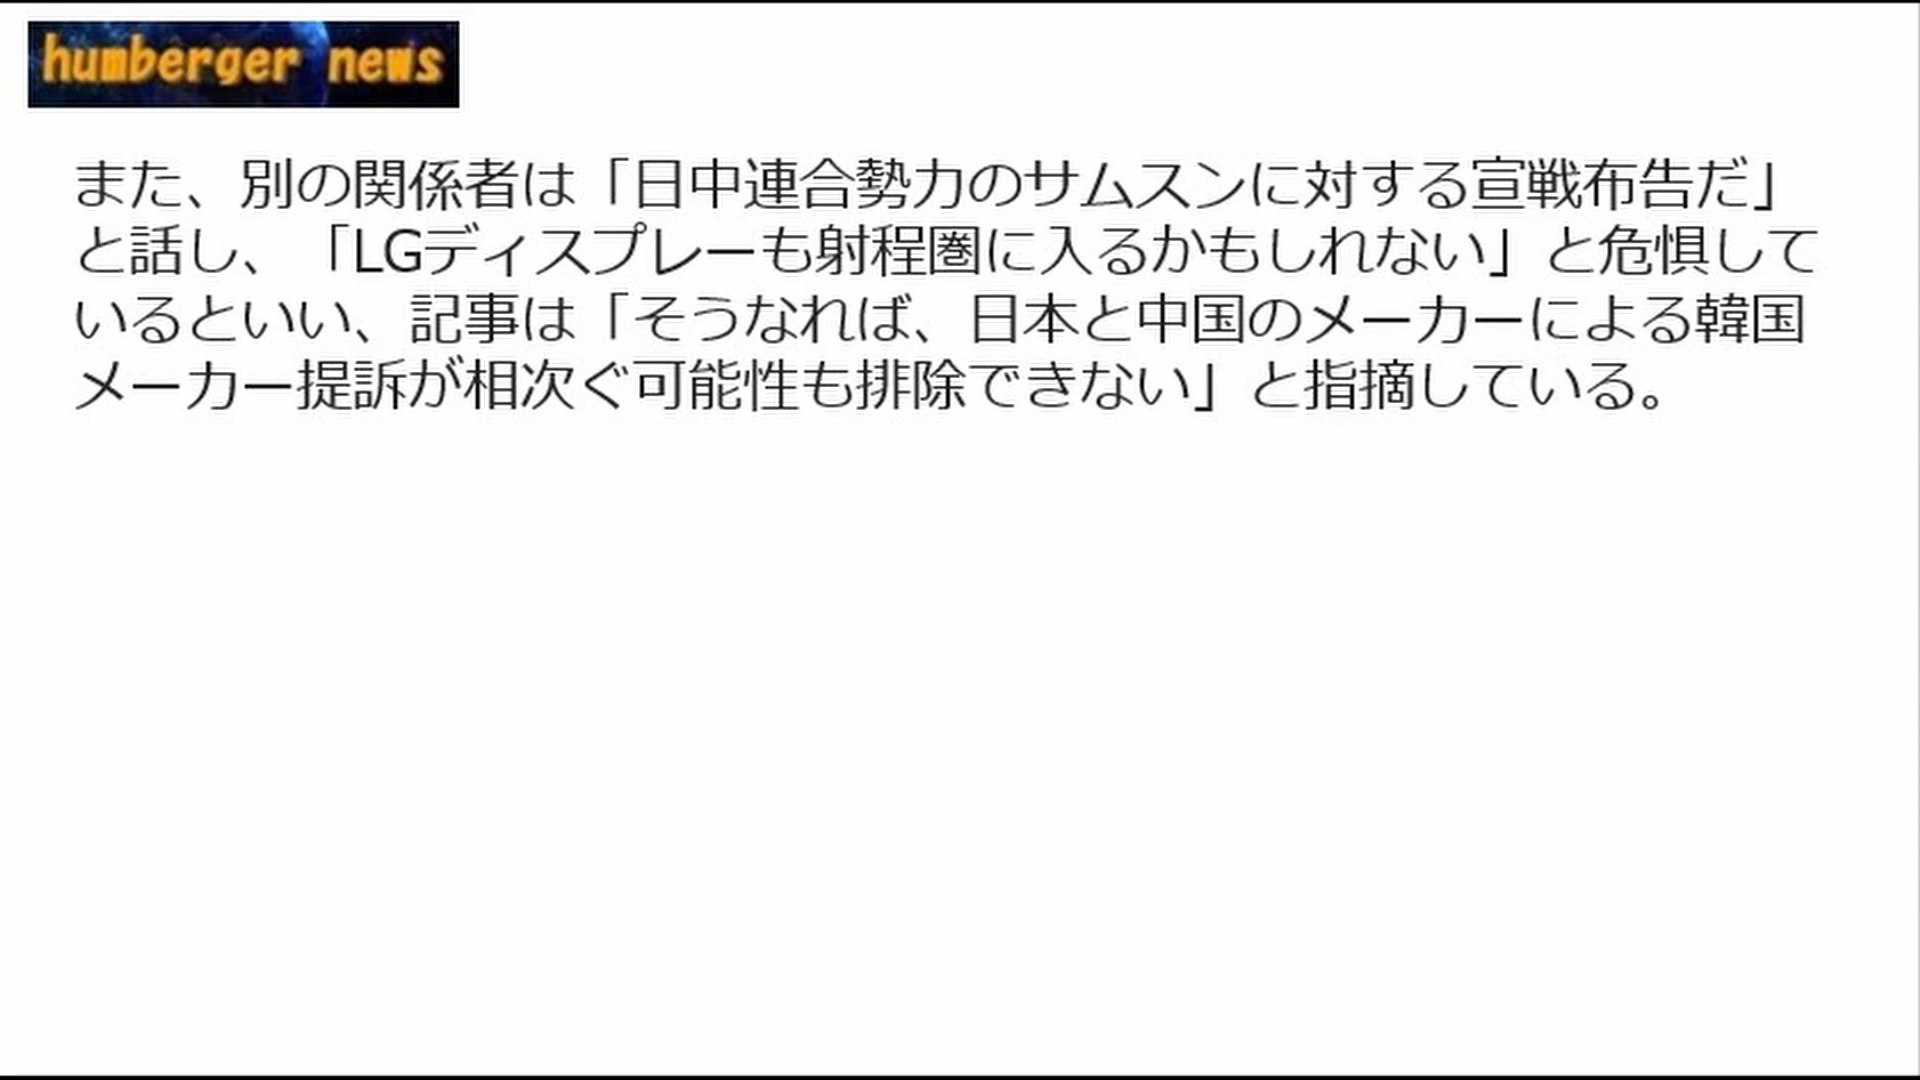 humberger news
また、別の関係者は「日中連合勢力のサムスンに対する宣戦布告だ」
と話し、「LGディスプレーも射程圏に入るかもしれない」と危惧して
いるといい、記事は「そうなれば、日本と中国のメーカーによる韓国
メーカー提訴が相次ぐ可能性も排除できない」と指摘している。